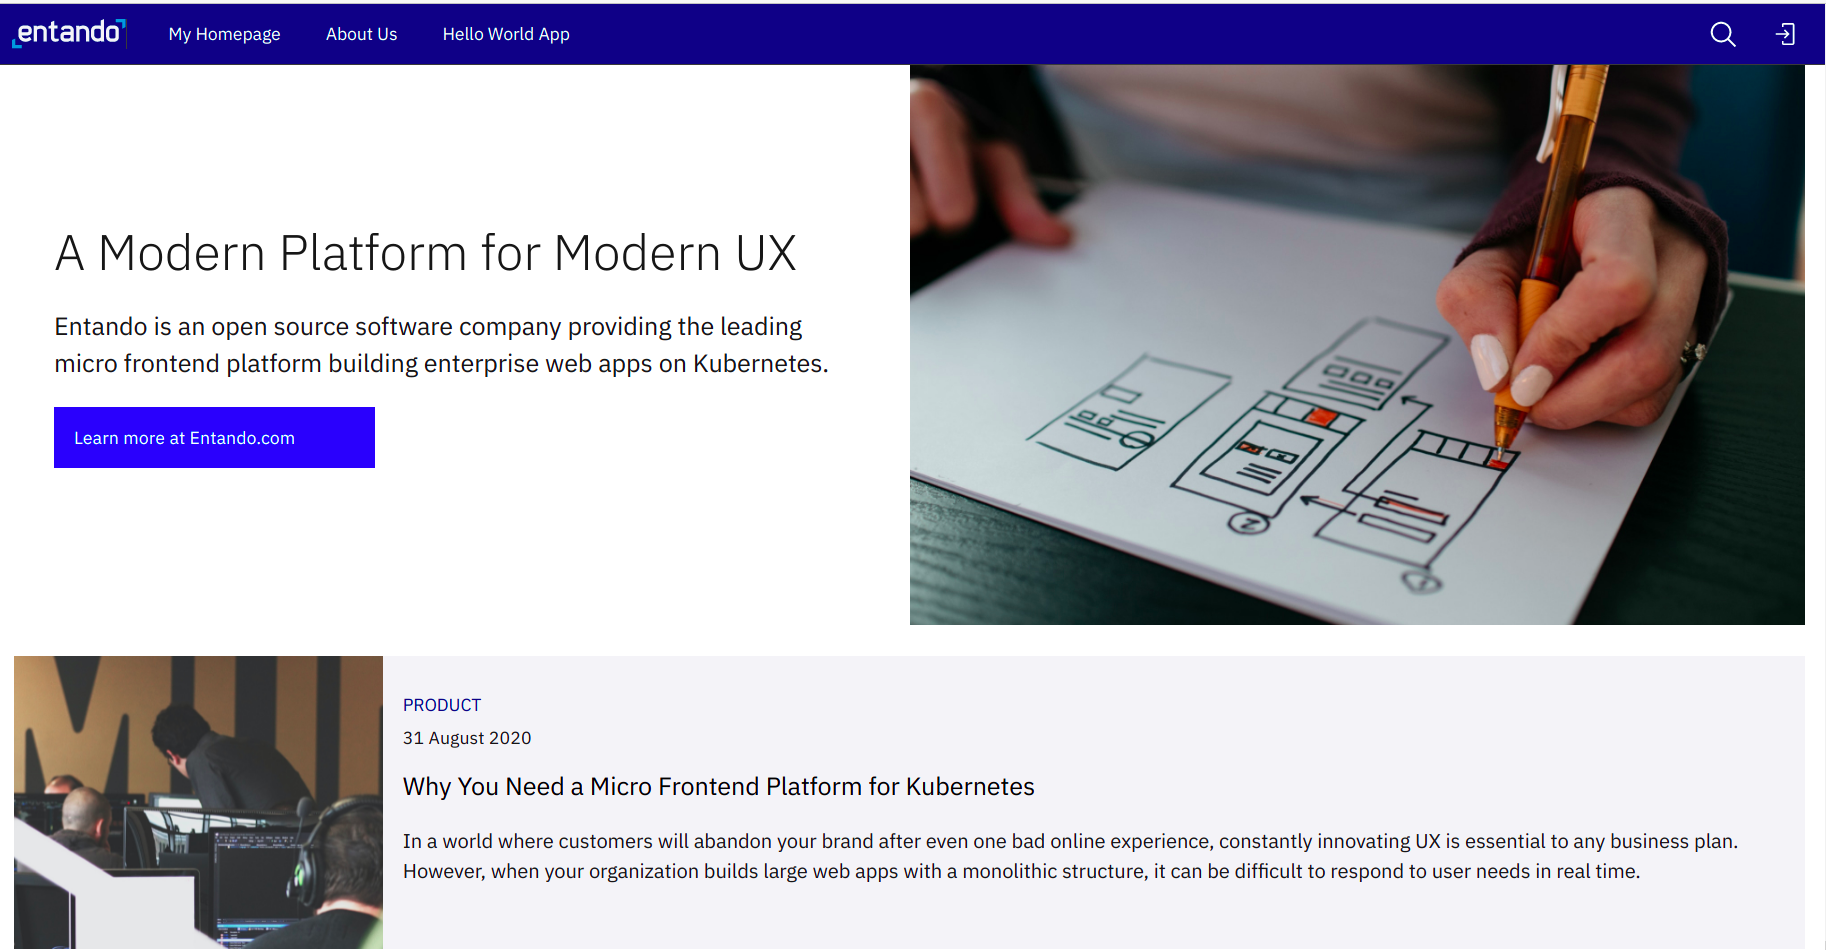 entando
My Homepage
About Us
Hello World App
A Modern Platform for Modern UX
Entando is an open source software company providing the leading
micro frontend platform building enterprise web apps on Kubernetes.
Learn more at Entando.com
2
1
PRODUCT
31 August 2020
Why You Need a Micro Frontend Platform for Kubernetes
In a world where customers will abandon your brand after even one bad online experience, constantly innovating UX is essential to any business plan.
However, when your organization builds large web apps with a monolithic structure, it can be difficult to respond to user needs in real time.